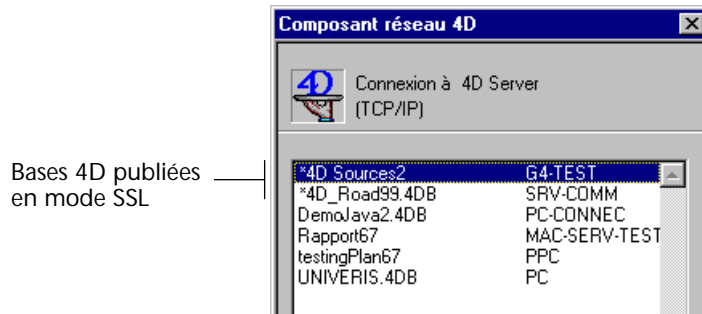 Composant réseau 4D
4D
Connexion à 4D Server
(TCP/IP)
Bases 4D publiées
en mode SSL
*4D Sources2 G4-TEST
*4D_Road99.4DB SRV-COMM
DemoJava2.4DB PC-CONNEC
Rapport67 MAC-SERV-TEST
testingPlan67 PPC
UNIVERIS.4DB PC